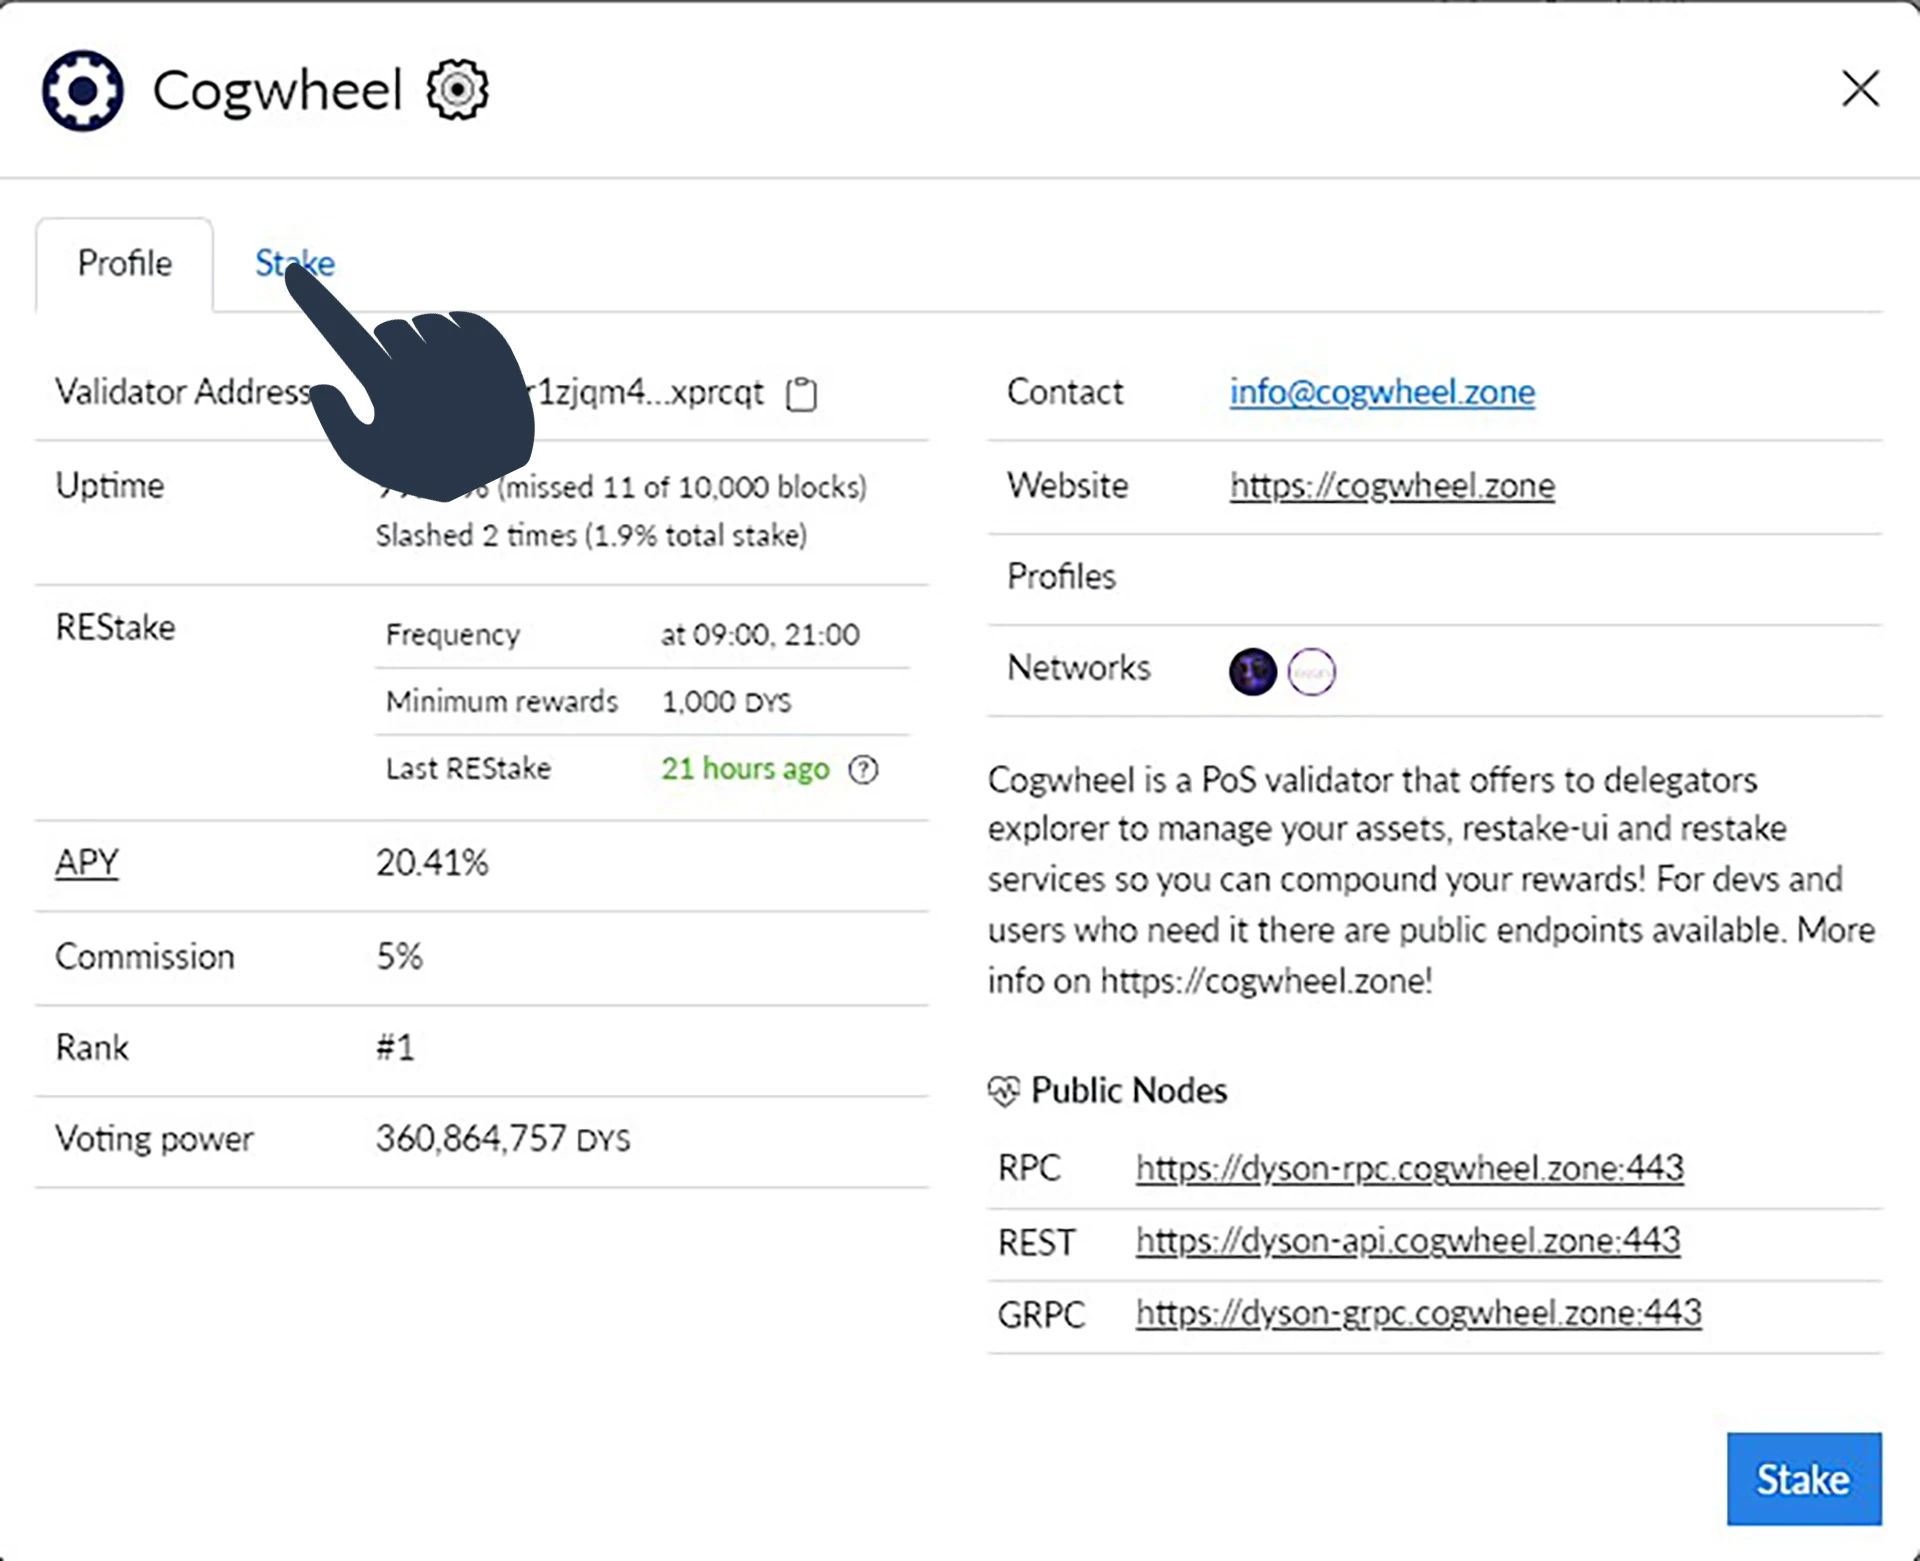 Cogwheel
Profile
Stake
Validator Address
r1zjqm4...xprcqt
Uptime
(missed 11 of 10,000 blocks)
Slashed 2 times (1.9% total stake)
REStake
Frequency at 09:00, 21:00
Minimum rewards 1,000 DYS
Last REStake 21 hours ago ?
APY 20.41%
Commission 5%
Rank #1
Voting power 360,864,757 DYS
Contact info@cogwheel.zone
Website https://cogwheel.zone
Profiles
Networks
Cogwheel is a PoS validator that offers to delegators
explorer to manage your assets, restake-ui and restake
services so you can compound your rewards! For devs and
users who need it there are public endpoints available. More
info on https://cogwheel.zone!
Public Nodes
RPC https://dyson-rpc.cogwheel.zone:443
REST https://dyson-api.cogwheel.zone:443
GRPC https://dyson-grpc.cogwheel.zone:443
Stake